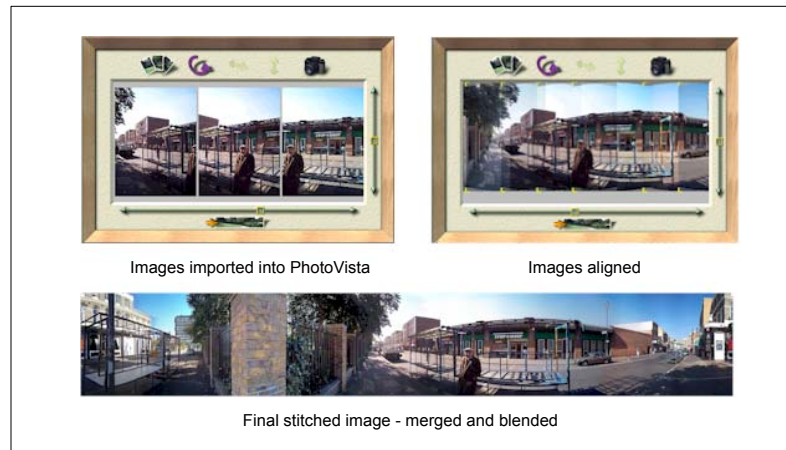 Images imported into PhotoVista
Images aligned
Final stitched image - merged and blended